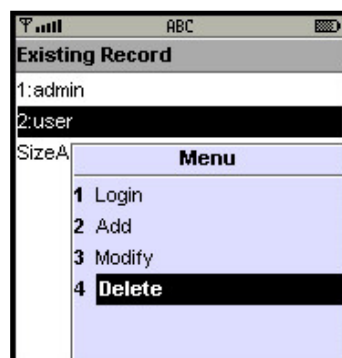 ABC
Existing Record
1:admin
2:user
SizeA
Menu
1 Login
2 Add
3 Modify
4 Delete